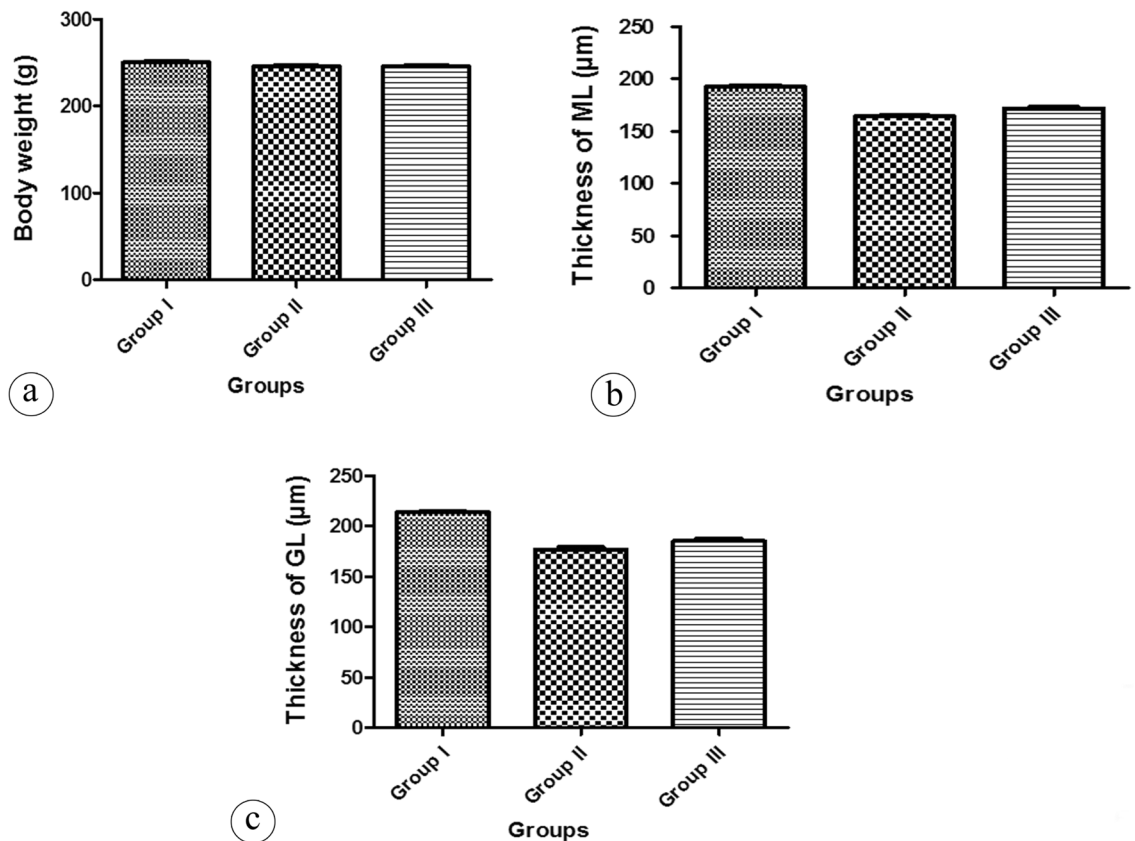 Body weight (g)
300
200
100
0
Group I
Group II
Group III
Groups
a
Thickness of ML (µm)
250
200
150
100
50
0
Group I
Group II
Group III
Groups
b
Thickness of GL (µm)
250
200
150
100
50
0
Group I
Group II
Group III
Groups
c